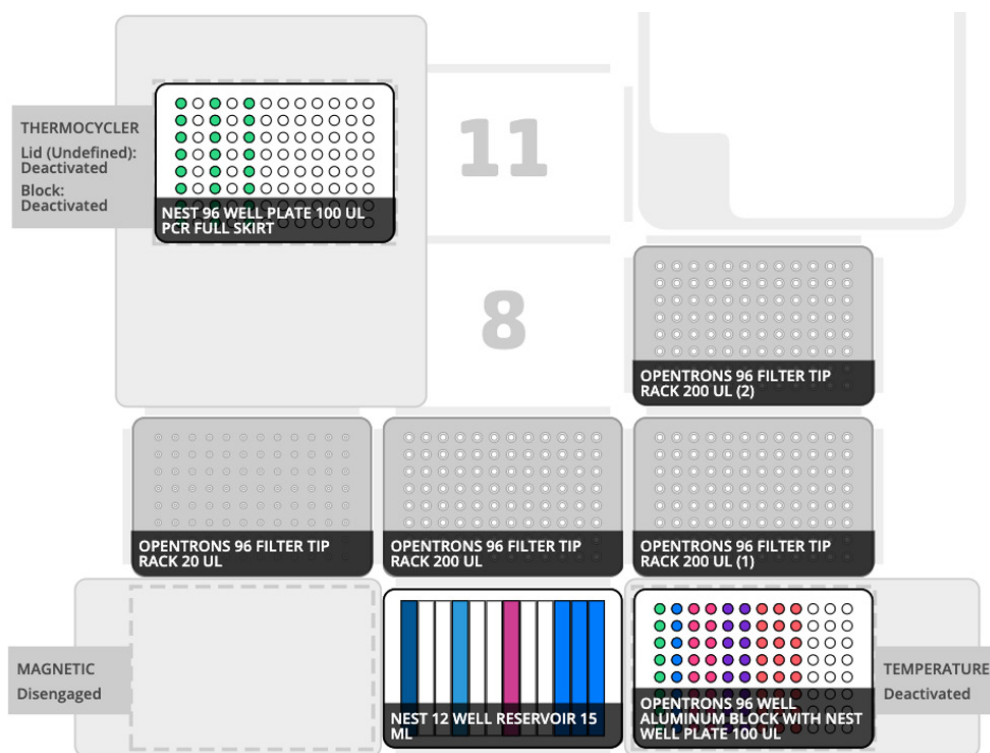 THERMOCYCLER
Lid (Undefined):
Deactivated
Block:
Deactivated
NEST 96 WELL PLATE 100 UL
PCR FULL SKIRT
11
8
OPENTRONS 96 FILTER TIP
RACK 200 UL (2)
OPENTRONS 96 FILTER TIP
RACK 20 UL
OPENTRONS 96 FILTER TIP
RACK 200 UL
OPENTRONS 96 FILTER TIP
RACK 200 UL (1)
MAGNETIC
Disengaged
NEST 12 WELL RESERVOIR 15
ML
OPENTRONS 96 WELL
ALUMINUM BLOCK WITH NEST
WELL PLATE 100 UL
TEMPERATURE
Deactivated